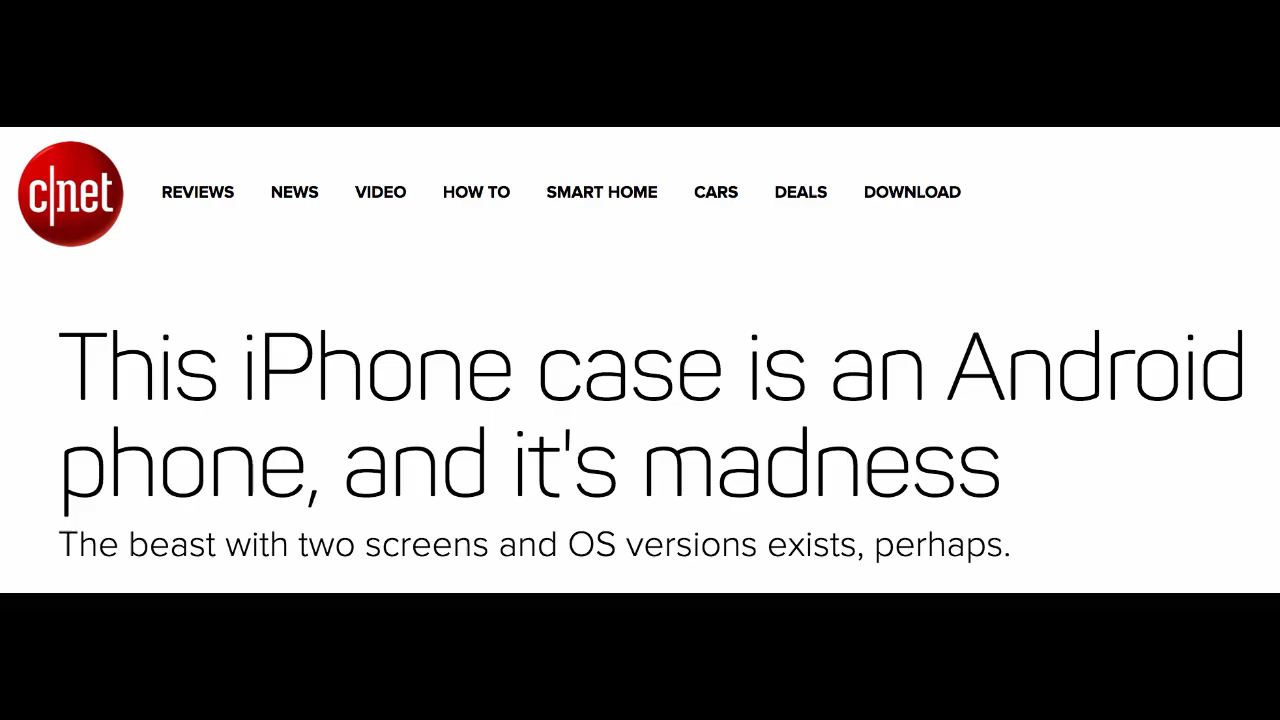 c|net REVIEWS NEWS VIDEO HOW TO SMART HOME CARS DEALS DOWNLOAD
This iPhone case is an Android
phone, and it's madness
The beast with two screens and OS versions exists, perhaps.